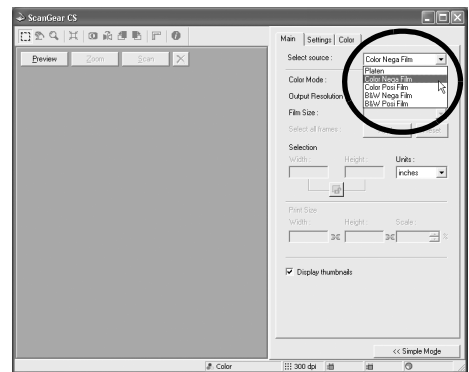 ScanGear CS
Preview Zoom Scan
Main Settings Color
Select source : Color Nega Film
Platen
Color Nega Film
Color Posi Film
B&W Nega Film
B&W Posi Film
Color Mode :
Output Resolution
Film Size :
Select all frames:
Selection
Width: Height: Units :
inches
Print Size
Width: Height: Scale:
%
Display thumbnails
<< Simple Mode
Color 300 dpi